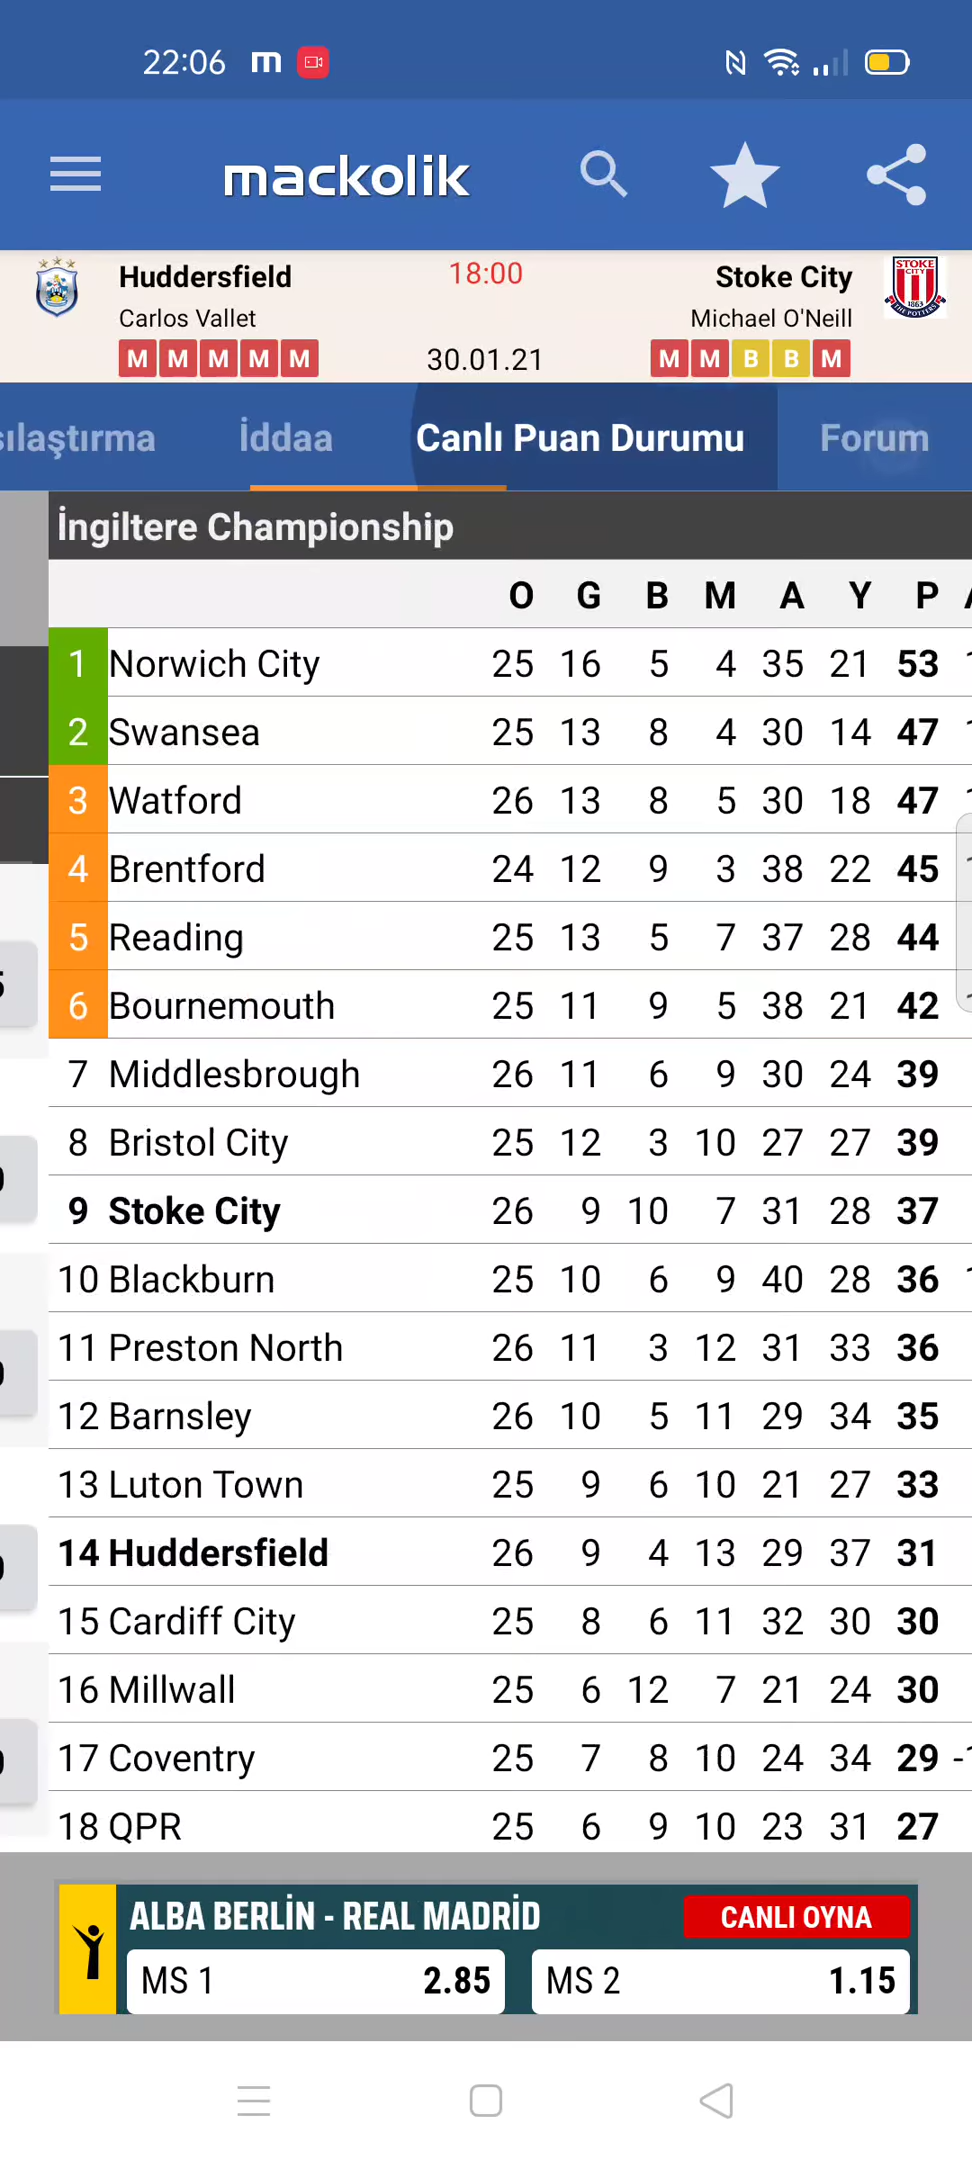 22:06 m
mackolik
Huddersfield 18:00 Stoke City
Carlos Vallet Michael O'Neill
M M M M M 30.01.21 M M B B M
sılaştırma İddaa Canlı Puan Durumu Forum
İngiltere Championship
O G B M A Y P
1 Norwich City 25 16 5 4 35 21 53
2 Swansea 25 13 8 4 30 14 47
3 Watford 26 13 8 5 30 18 47
4 Brentford 24 12 9 3 38 22 45
5 Reading 25 13 5 7 37 28 44
6 Bournemouth 25 11 9 5 38 21 42
7 Middlesbrough 26 11 6 9 30 24 39
8 Bristol City 25 12 3 10 27 27 39
9 Stoke City 26 9 10 7 31 28 37
10 Blackburn 25 10 6 9 40 28 36
11 Preston North 26 11 3 12 31 33 36
12 Barnsley 26 10 5 11 29 34 35
13 Luton Town 25 9 6 10 21 27 33
14 Huddersfield 26 9 4 13 29 37 31
15 Cardiff City 25 8 6 11 32 30 30
16 Millwall 25 6 12 7 21 24 30
17 Coventry 25 7 8 10 24 34 29
18 QPR 25 6 9 10 23 31 27
ALBA BERLİN - REAL MADRİD CANLI OYNA
MS 1 2.85 MS 2 1.15